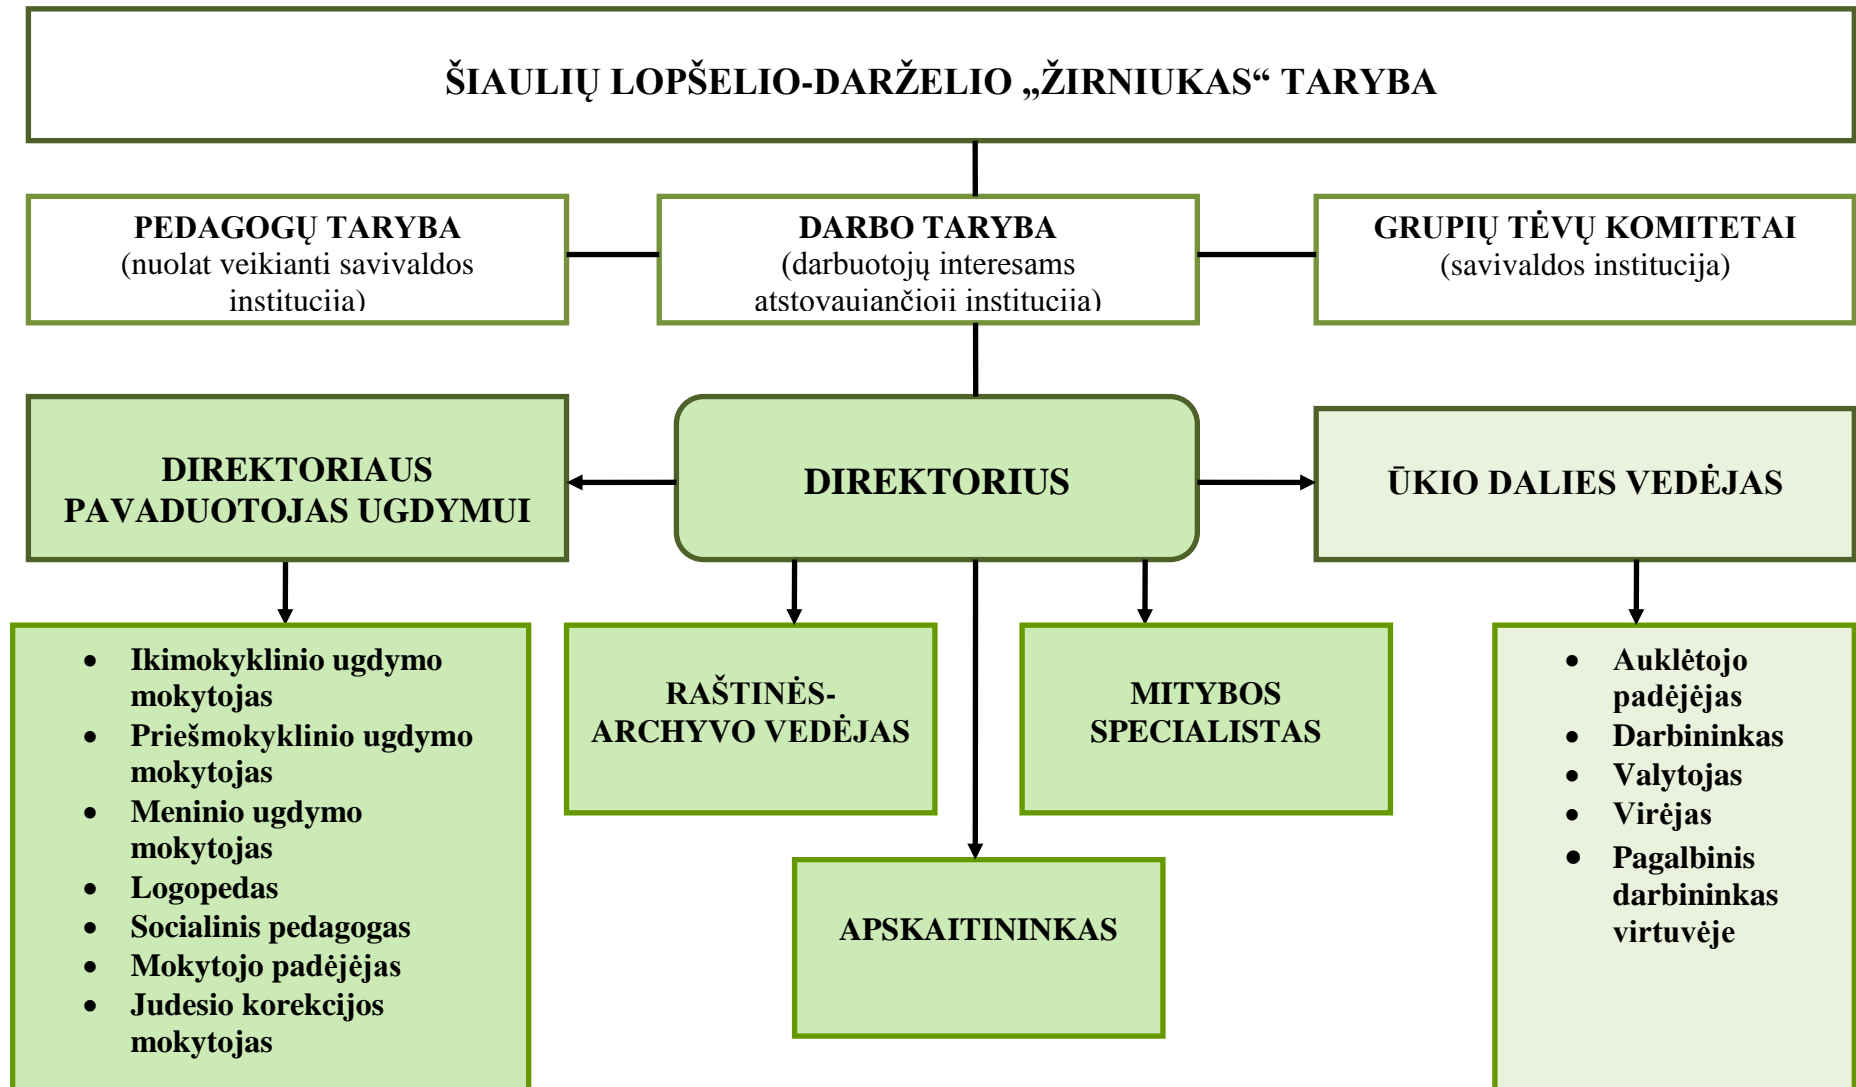 ŠIAULIŲ LOPŠELIO-DARŽELIO „ŽIRNIUKAS“ TARYBA
PEDAGOGŲ TARYBA
(nuolat veikianti savivaldos
institucija)
DARBO TARYBA
(darbuotojų interesams
atstovaujančioji institucija)
GRUPIŲ TĖVŲ KOMITETAI
(savivaldos institucija)
DIREKTORIAUS
PAVADUOTOJAS UGDYMUI
DIREKTORIUS
ŪKIO DALIES VEDĖJAS
• Ikimokyklinio ugdymo
mokytojas
• Priešmokyklinio ugdymo
mokytojas
• Meninio ugdymo
mokytojas
• Logopedas
• Socialinis pedagogas
• Mokytojo padėjėjas
• Judesio korekcijos
mokytojas
RAŠTINĖS-
ARCHYVO VEDĖJAS
MITYBOS
SPECIALISTAS
APSKAITININKAS
• Auklėtojo
padėjėjas
• Darbininkas
• Valytojas
• Virėjas
• Pagalbinis
darbininkas
virtuvėje